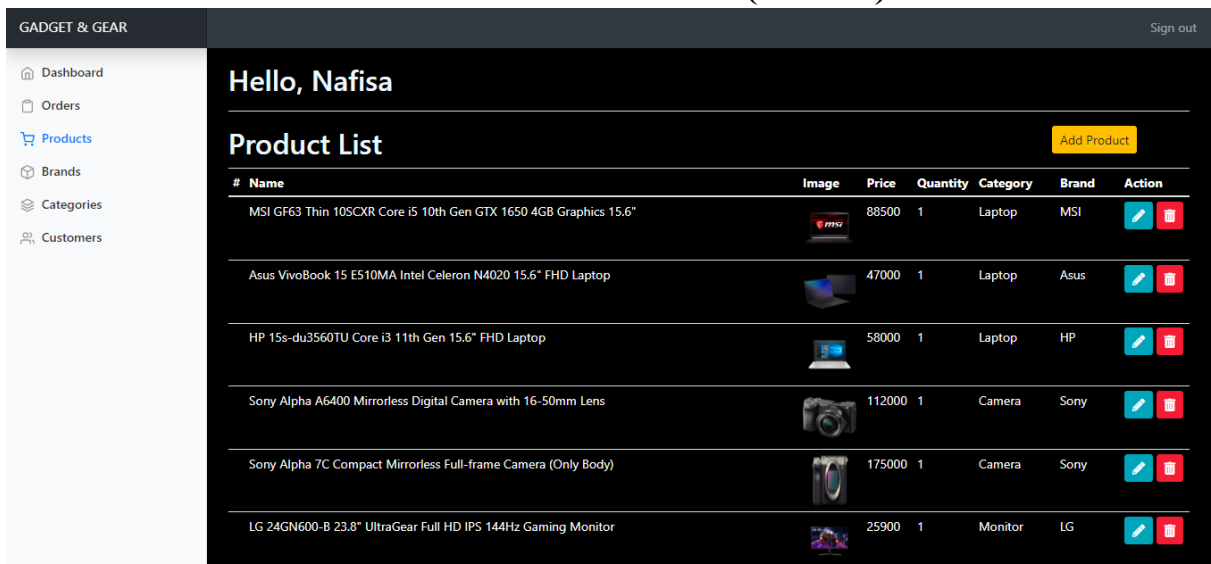 GADGET & GEAR Sign out
Dashboard
Orders
Products
Brands
Categories
Customers
Hello, Nafisa
Product List Add Product
# Name Image Price Quantity Category Brand Action
MSI GF63 Thin 10SCXR Core i5 10th Gen GTX 1650 4GB Graphics 15.6" 88500 1 Laptop MSI
msi
Asus VivoBook 15 E510MA Intel Celeron N4020 15.6" FHD Laptop 47000 1 Laptop Asus
HP 15s-du3560TU Core i3 11th Gen 15.6" FHD Laptop 58000 1 Laptop HP
Sony Alpha A6400 Mirrorless Digital Camera with 16-50mm Lens 112000 1 Camera Sony
Sony Alpha 7C Compact Mirrorless Full-frame Camera (Only Body) 175000 1 Camera Sony
LG 24GN600-B 23.8" UltraGear Full HD IPS 144Hz Gaming Monitor 25900 1 Monitor LG